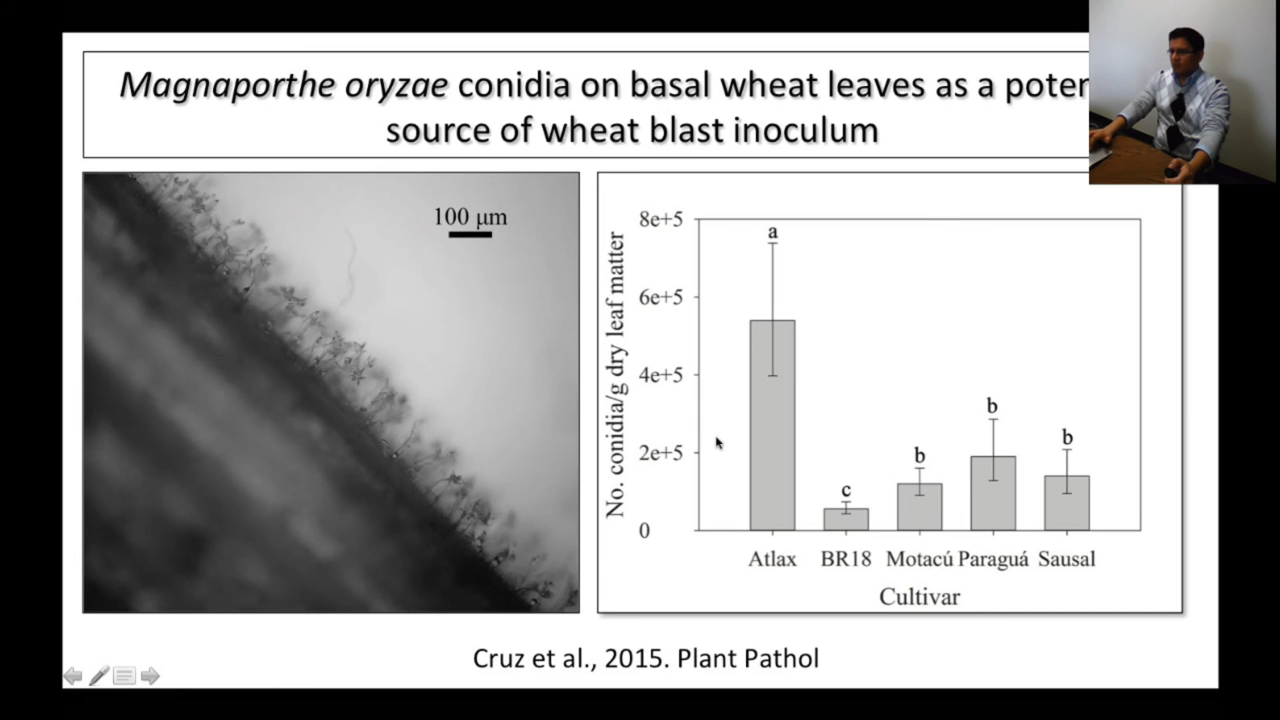 Magnaporthe oryzae conidia on basal wheat leaves as a poten
source of wheat blast inoculum
100 μm
No. conidia/g dry leaf matter
8e+5
6e+5
4e+5
2e+5
0
a
c
b
b
b
Atlax BR18 Motacú Paraguá Sausal
Cultivar
Cruz et al., 2015. Plant Pathol